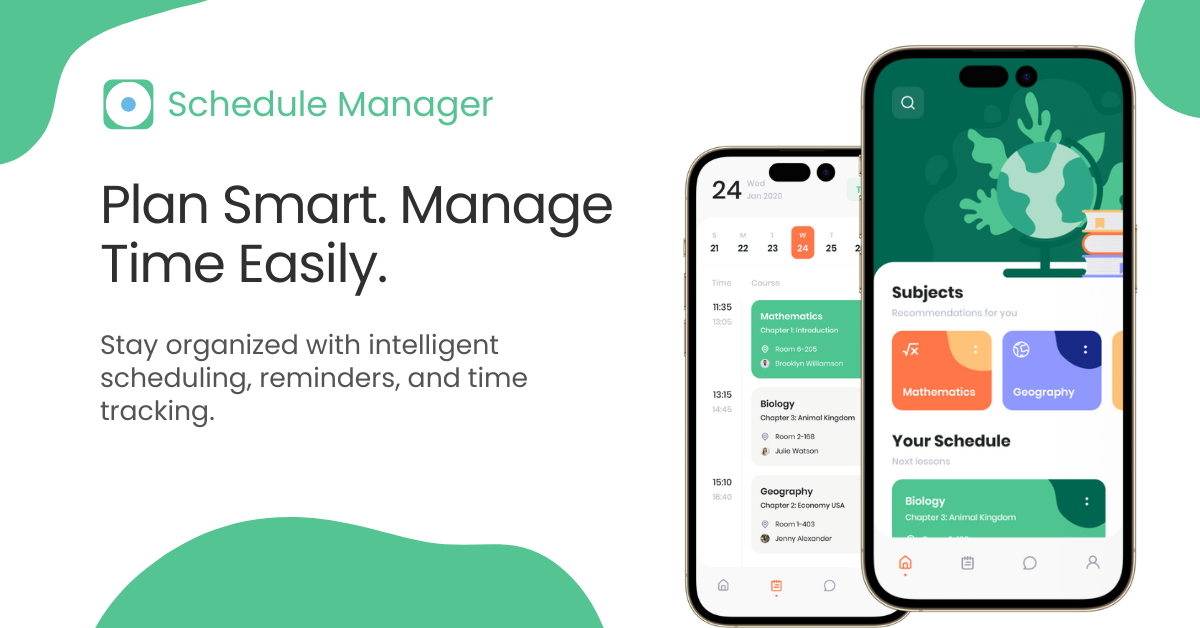 Schedule Manager
Plan Smart. Manage
Time Easily.
Stay organized with intelligent
scheduling, reminders, and time
tracking.
24
Wed
Jan 2020
T
S M T W T
21 22 23 24 25 2
Time Course
11:35
13:05
Mathematics
Chapter 1: Introduction
Room 6-205
Brooklyn Williamson
13:15
14:45
Biology
Chapter 3: Animal Kingdom
Room 2-168
Julie Watson
15:10
16:40
Geography
Chapter 2: Economy USA
Room 1-403
Jenny Alexander
Subjects
Recommendations for you
√x
Mathematics
Geography
Your Schedule
Next lessons
Biology
Chapter 3: Animal Kingdom